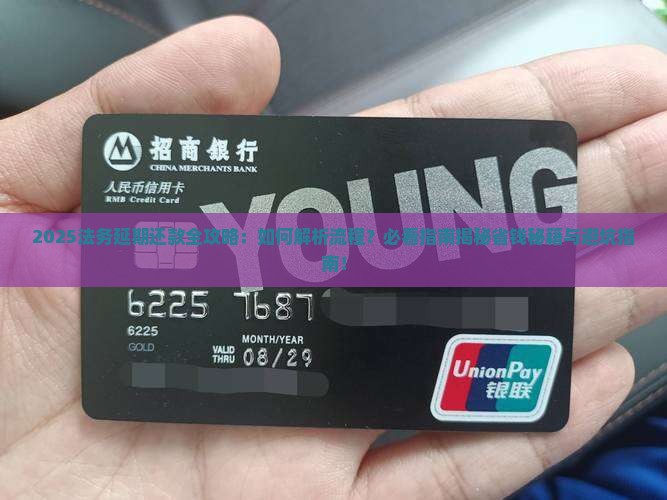 招商银行
CHINA MERCHANTS BANK
人民币信用卡
RMB Credit Card
YOUNG
2025法务延期还款全攻略：如何解析流程？必看指南揭秘省钱秘籍与避坑指
南！
6225 7687
6225
GOLD
MONTH/YEAR
VALID
THRU
08/29
UnionPay
银联